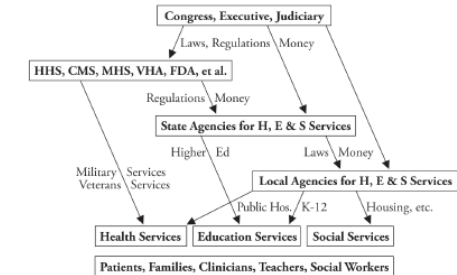 Congress, Executive, Judiciary
Laws, Regulations Money
HHS, CMS, MHS, VHA, FDA, et al.
Regulations Money
State Agencies for H, E & S Services
Higher Ed Laws Money
Military Services
Veterans Services
Local Agencies for H, E & S Services
Public Hos. K-12 Housing, etc.
Health Services Education Services Social Services
Patients, Families, Clinicians, Teachers, Social Workers